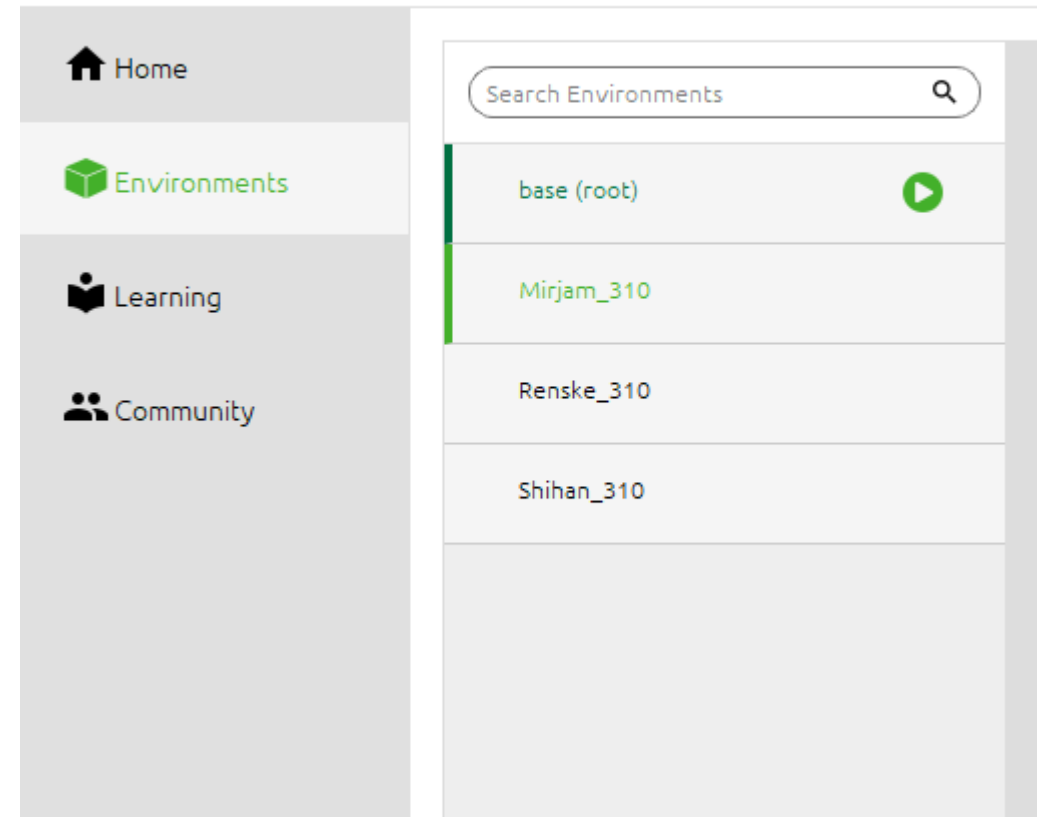 Home
Environments
Learning
Community
Search Environments
base (root)
Mirjam_310
Renske_310
Shihan_310